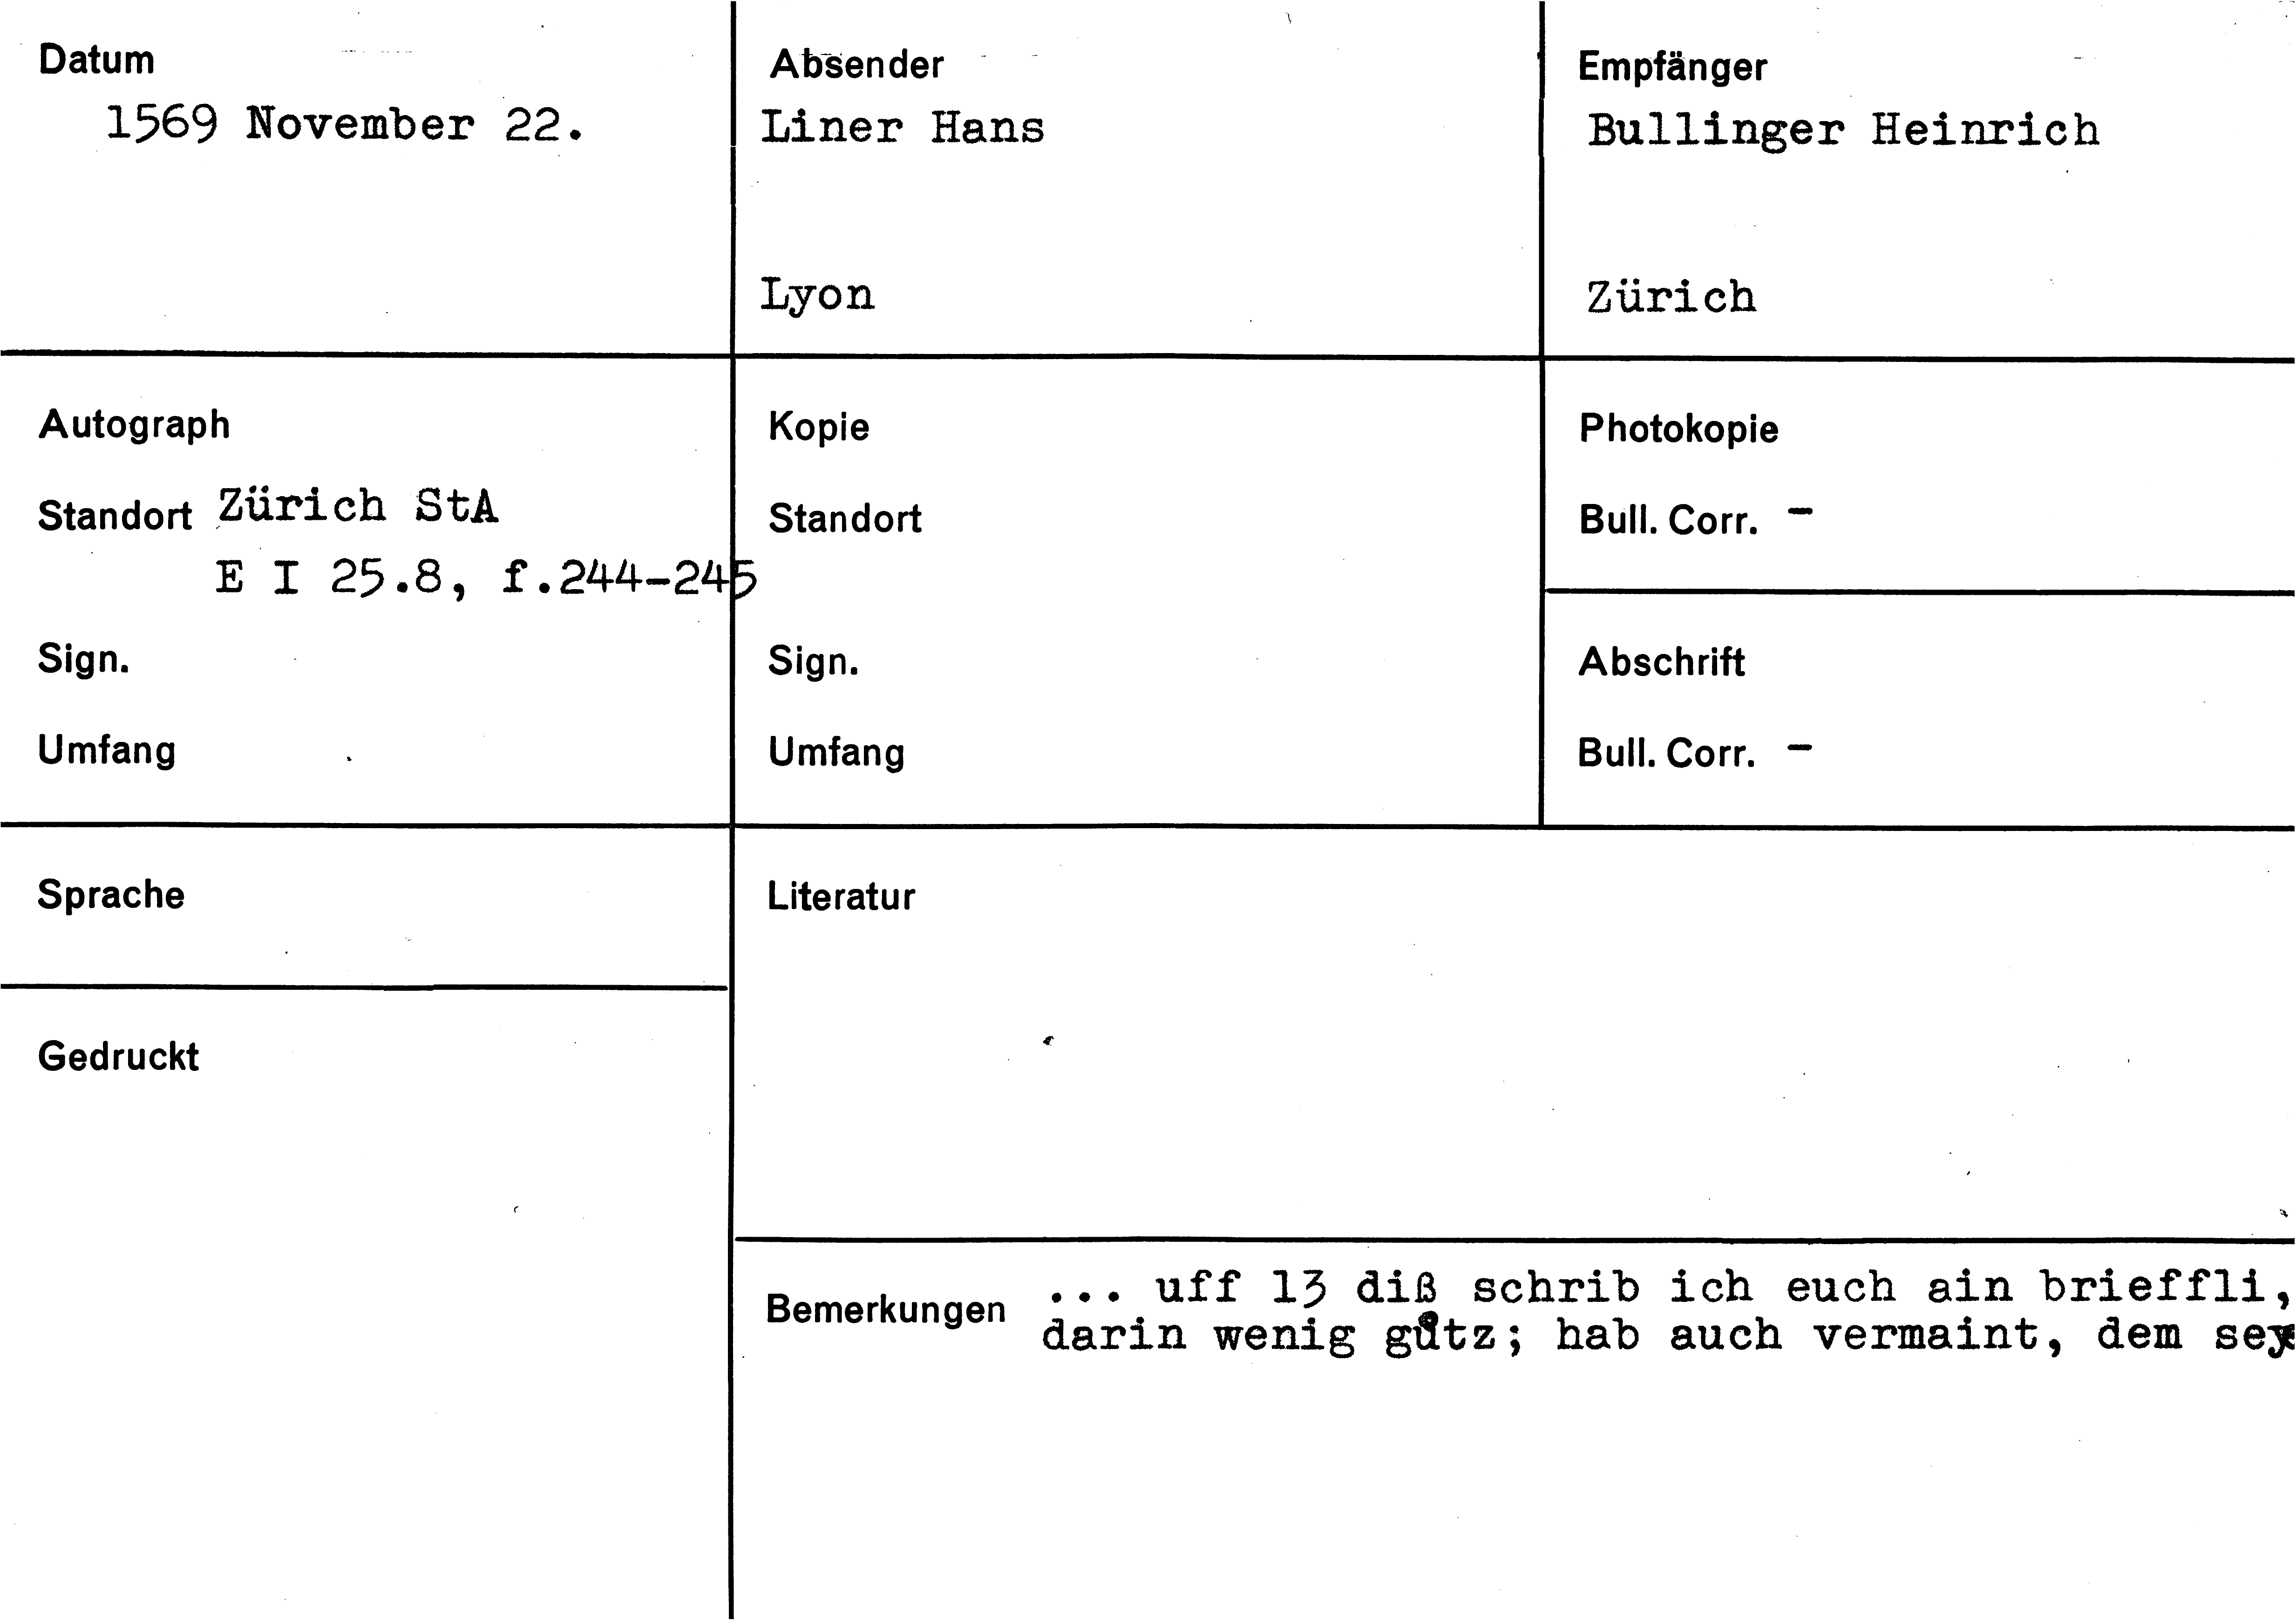 Datum
1569 November 22.
Absender
Liner Hans
Lyon
Empfänger
Bullinger Heinrich
Zürich
Autograph
Standort Zürich StA
E I 25.8, f.244-245
Sign.
Umfang
Kopie
Standort
Sign.
Umfang
Photokopie
Bull. Corr. -
Abschrift
Bull. Corr. -
Sprache
Gedruckt
Literatur
Bemerkungen ... uff 13 diß schrib ich euch ain brieffli,
darin wenig gůtz; hab auch vermaint, dem